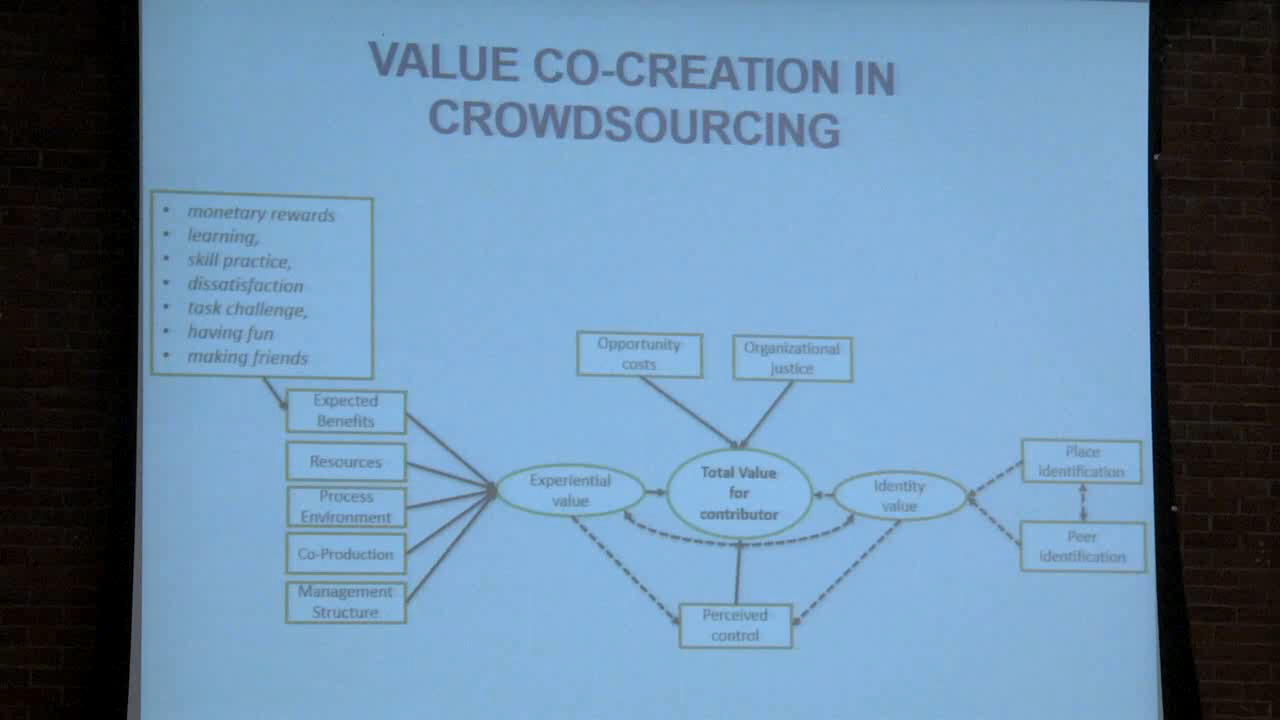 VALUE CO-CREATION IN
CROWDSOURCING
• monetary rewards
• learning,
• skill practice,
• dissatisfaction
• task challenge,
• having fun
• making friends
Opportunity
costs
Organizational
justice
Expected
Benefits
Resources
Process
Environment
Co-Production
Management
Structure
Experiential
value
Total Value
for
contributor
Identity
value
Place
identification
Peer
identification
Perceived
control